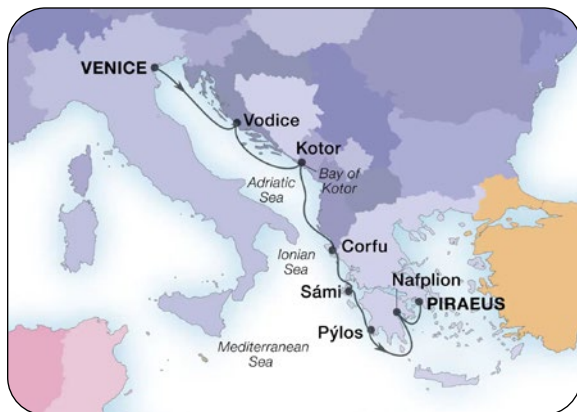 VENICE
Vodice
Kotor
Bay of
Kotor
Adriatic
Sea
Corfu
Ionian
Sea
Nafplion
Sámi
PIRAEUS
Pýlos
Mediterranean
Sea